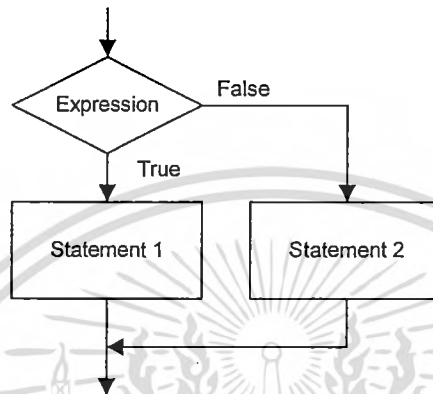 Expression
False
True
Statement 1
Statement 2